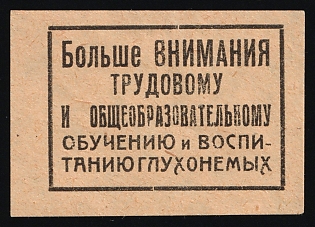 Больше ВНИМАНИЯ
ТРУДОВОМУ
И ОБЩЕОБРАЗОВАТЕЛЬНОМУ
ОБУЧЕНИЮ и ВОСПИ-
ТАНИЮ ГЛУХОНЕМЫХ